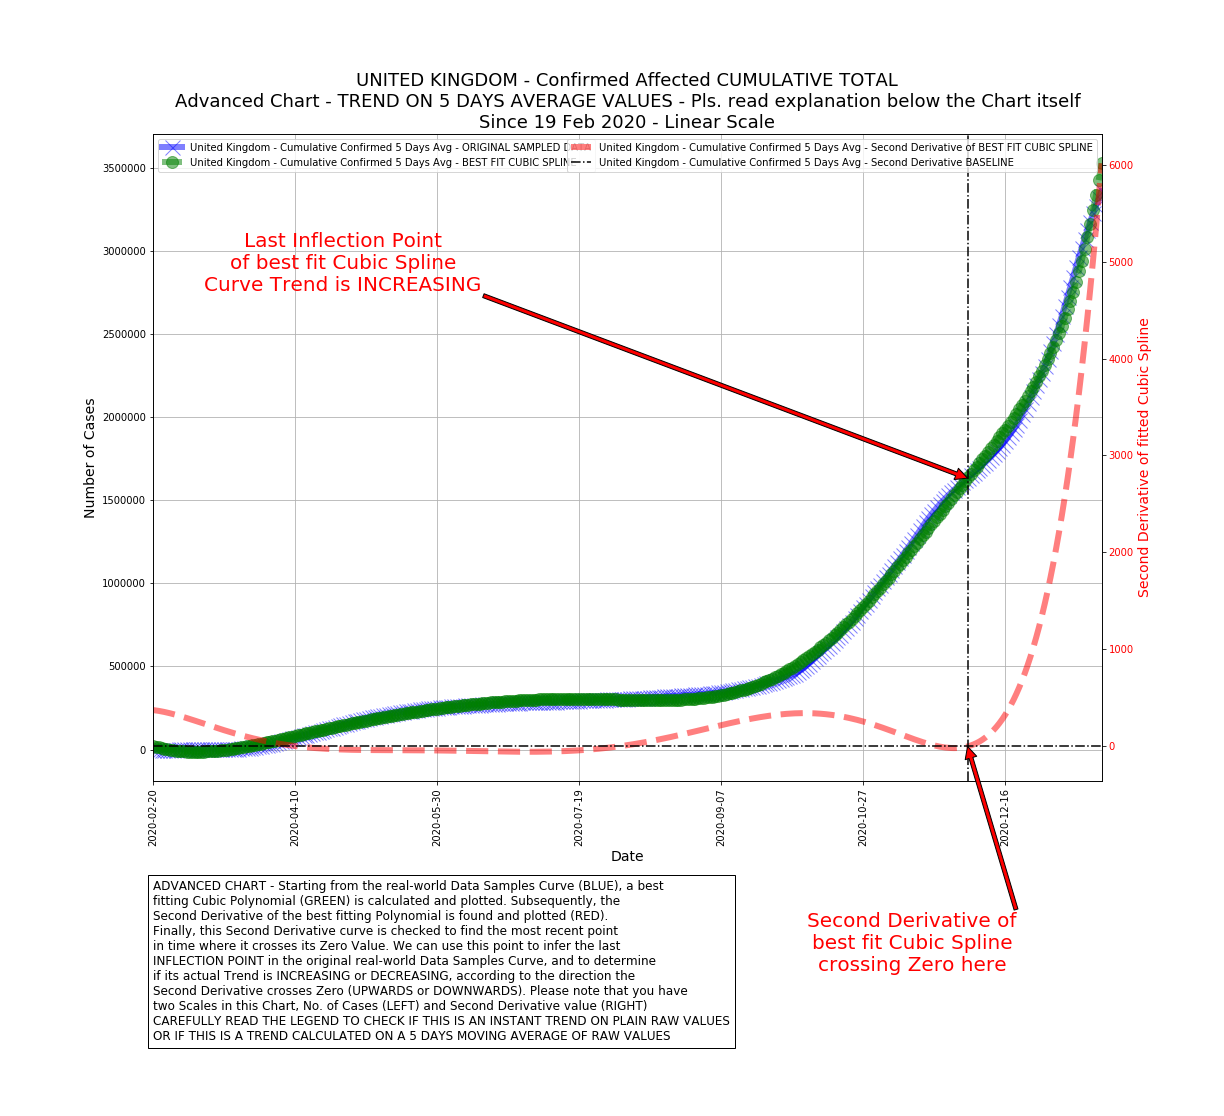 UNITED KINGDOM - Confirmed Affected CUMULATIVE TOTAL
Advanced Chart - TREND ON 5 DAYS AVERAGE VALUES - Pls. read explanation below the Chart itself
Since 19 Feb 2020 - Linear Scale
United Kingdom - Cumulative Confirmed 5 Days Avg - ORIGINAL SAMPLED
United Kingdom - Cumulative Confirmed 5 Days Avg - BEST FIT CUBIC SPLINE
United Kingdom - Cumulative Confirmed 5 Days Avg - Second Derivative of BEST FIT CUBIC SPLINE
United Kingdom - Cumulative Confirmed 5 Days Avg - Second Derivative BASELINE
3500000
3000000
2500000
2000000
1500000
1000000
500000
0
Number of Cases
6000
5000
4000
3000
2000
1000
0
Second Derivative of fitted Cubic Spline
Last Inflection Point
of best fit Cubic Spline
Curve Trend is INCREASING
2020-02-20
2020-04-10
2020-05-30
2020-07-19
2020-09-07
2020-10-27
2020-12-16
Date
Second Derivative of
best fit Cubic Spline
crossing Zero here
ADVANCED CHART - Starting from the real-world Data Samples Curve (BLUE), a best
fitting Cubic Polynomial (GREEN) is calculated and plotted. Subsequently, the
Second Derivative of the best fitting Polynomial is found and plotted (RED).
Finally, this Second Derivative curve is checked to find the most recent point
in time where it crosses its Zero Value. We can use this point to infer the last
INFLECTION POINT in the original real-world Data Samples Curve, and to determine
if its actual Trend is INCREASING or DECREASING, according to the direction the
Second Derivative crosses Zero (UPWARDS or DOWNWARDS). Please note that you have
two Scales in this Chart, No. of Cases (LEFT) and Second Derivative value (RIGHT)
CAREFULLY READ THE LEGEND TO CHECK IF THIS IS AN INSTANT TREND ON PLAIN RAW VALUES
OR IF THIS IS A TREND CALCULATED ON A 5 DAYS MOVING AVERAGE OF RAW VALUES